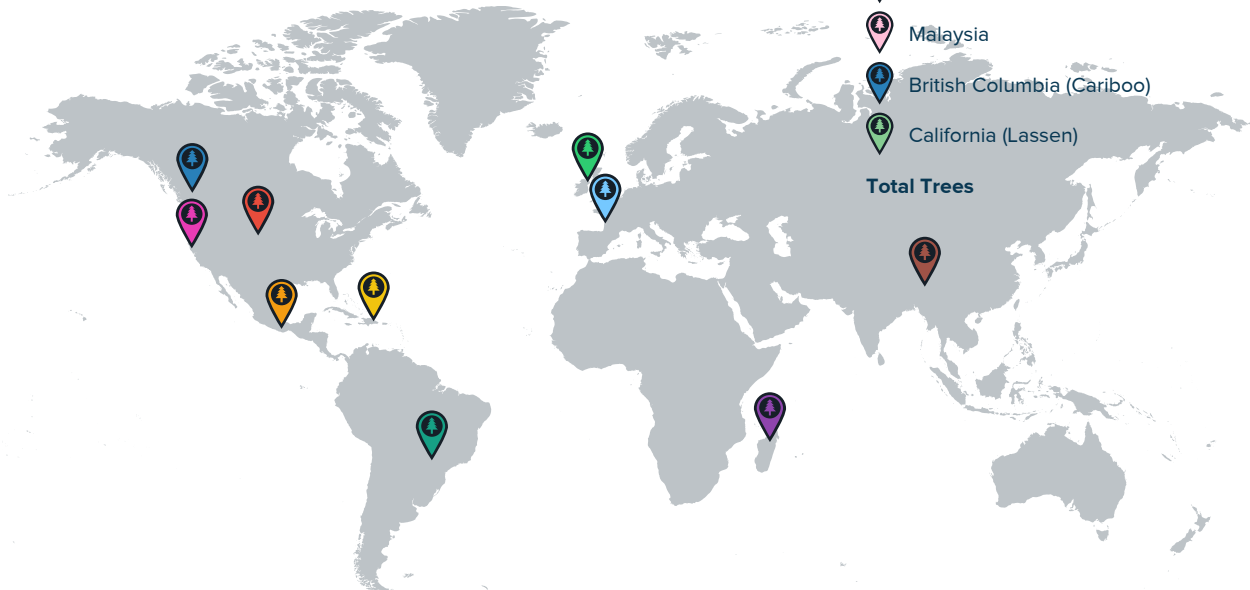 Malaysia
British Columbia (Cariboo)
California (Lassen)
Total Trees